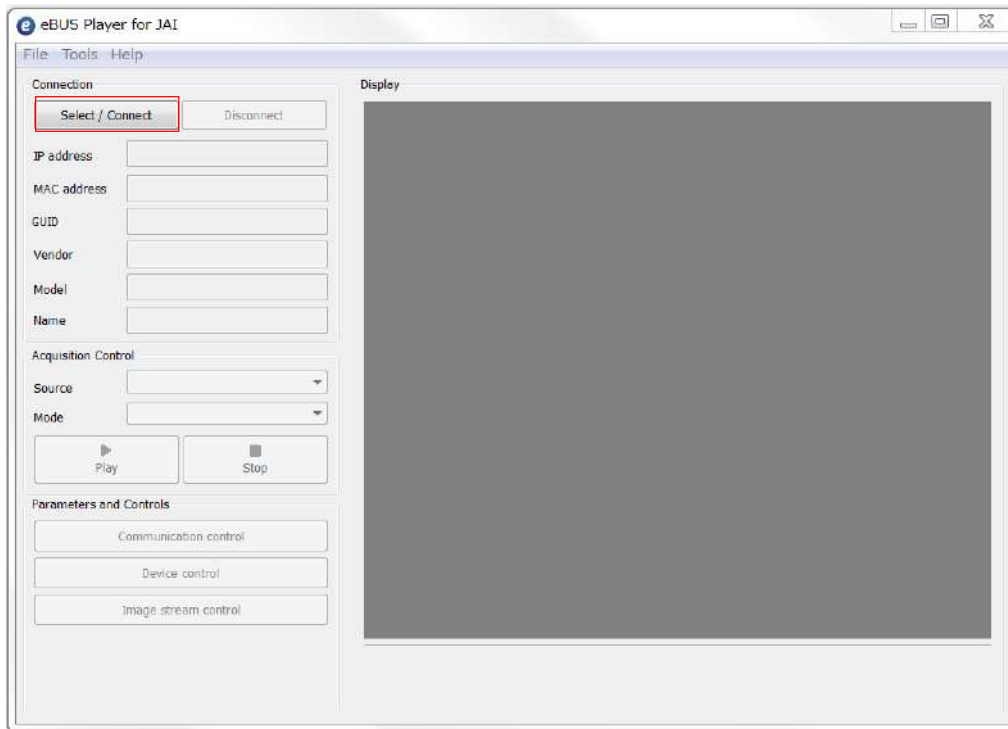 e eBUS Player for JAI
File Tools Help
Connection
Select / Connect Disconnect
IP address
MAC address
GUID
Vendor
Model
Name
Acquisition Control
Source
Mode
Play Stop
Parameters and Controls
Communication control
Device control
Image stream control
Display